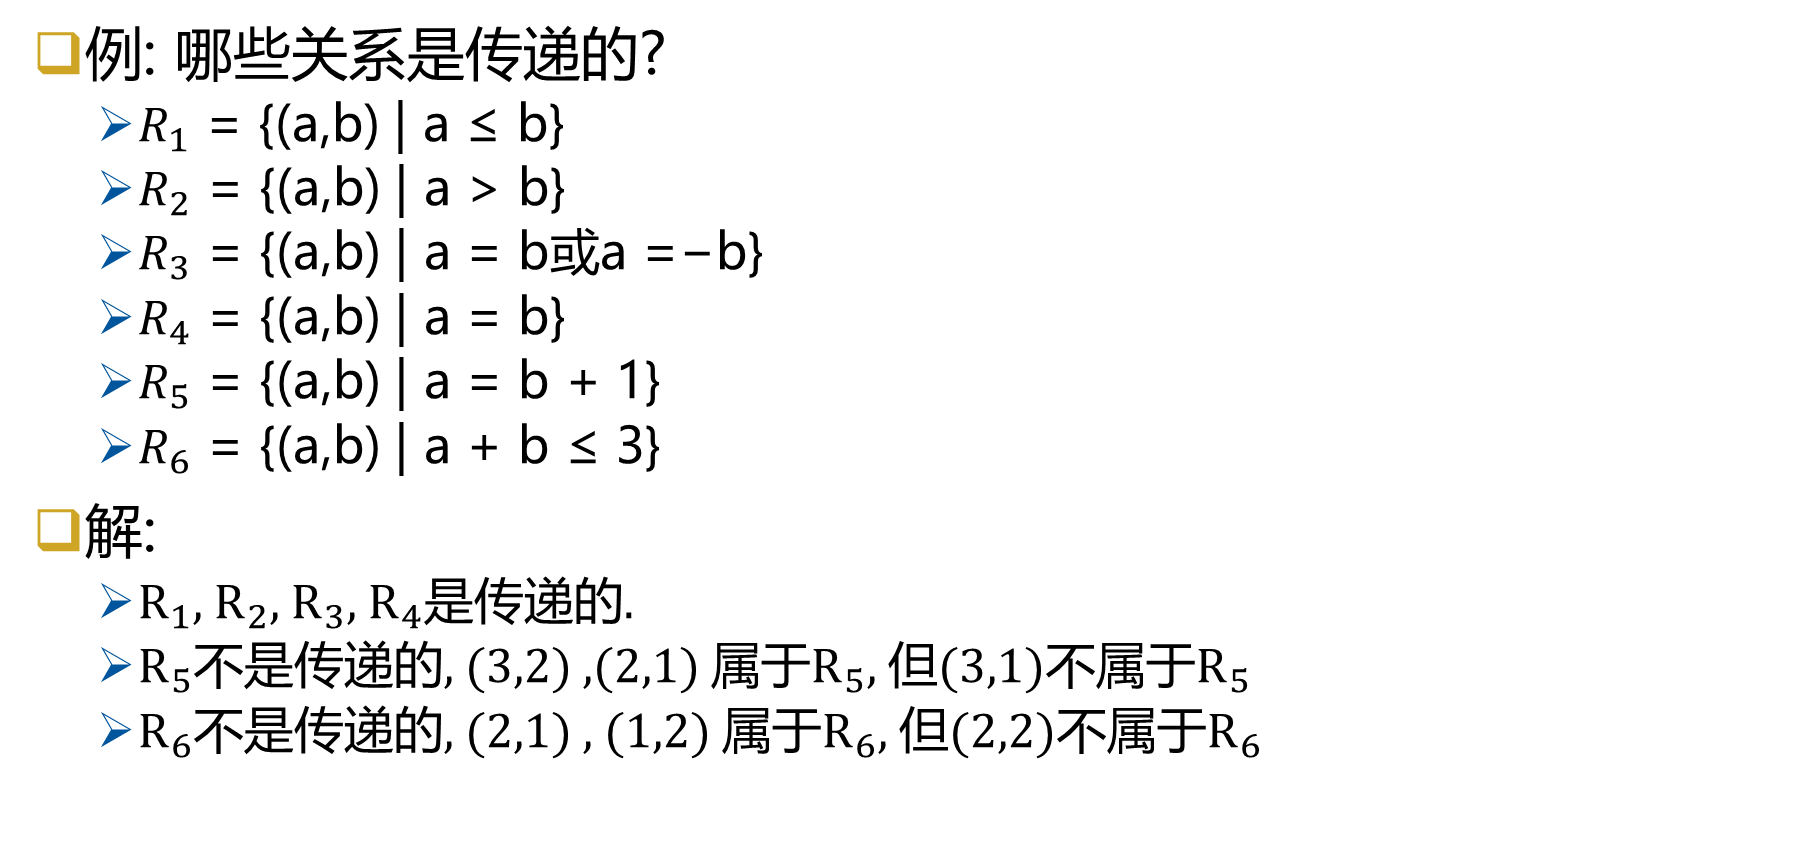 例: 哪些关系是传递的?
R₁ = {(a,b) | a ≤ b}
R₂ = {(a,b) | a > b}
R₃ = {(a,b) | a = b或a =−b}
R₄ = {(a,b) | a = b}
R₅ = {(a,b) | a = b + 1}
R₆ = {(a,b) | a + b ≤ 3}
解:
R₁, R₂, R₃, R₄是传递的.
R₅不是传递的, (3,2) ,(2,1) 属于R₅, 但(3,1)不属于R₅
R₆不是传递的, (2,1) , (1,2) 属于R₆, 但(2,2)不属于R₆